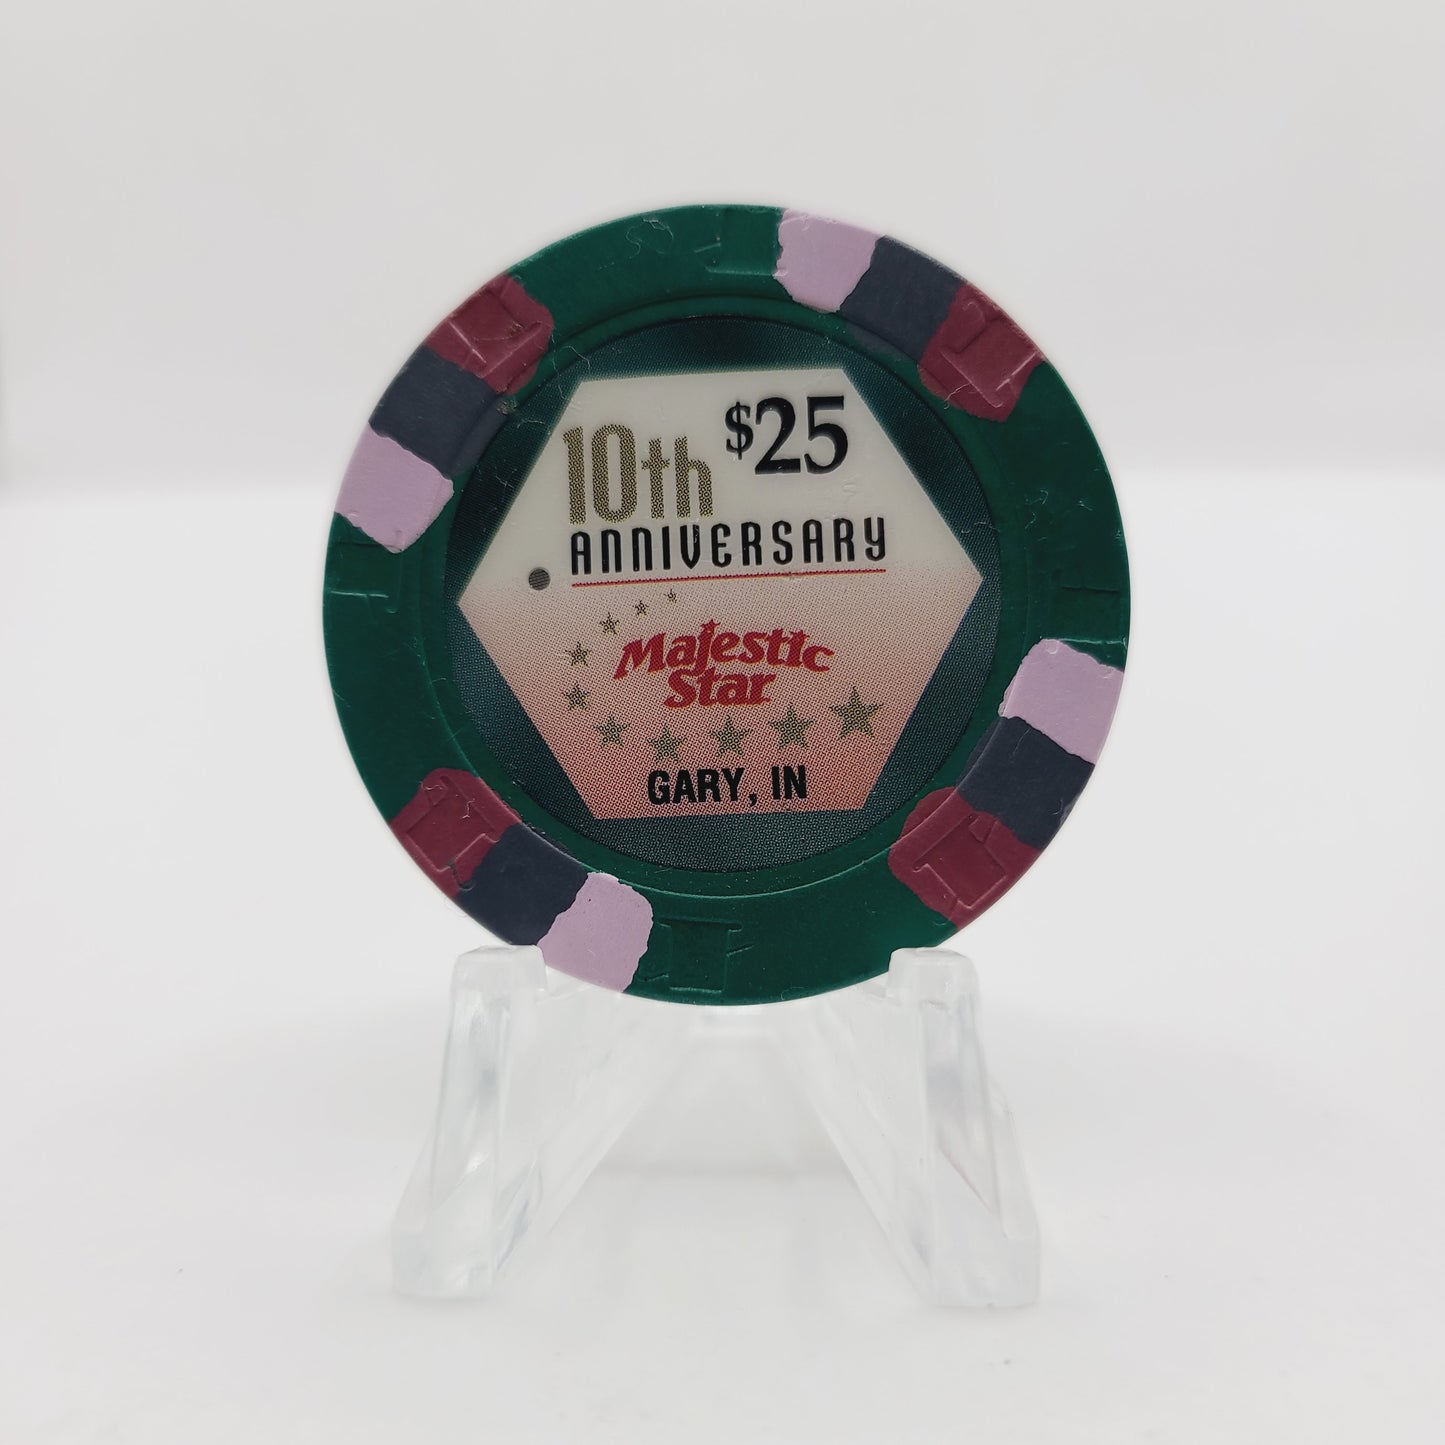 $25
10th
ANNIVERSARY
Majestic
Star
GARY, IN